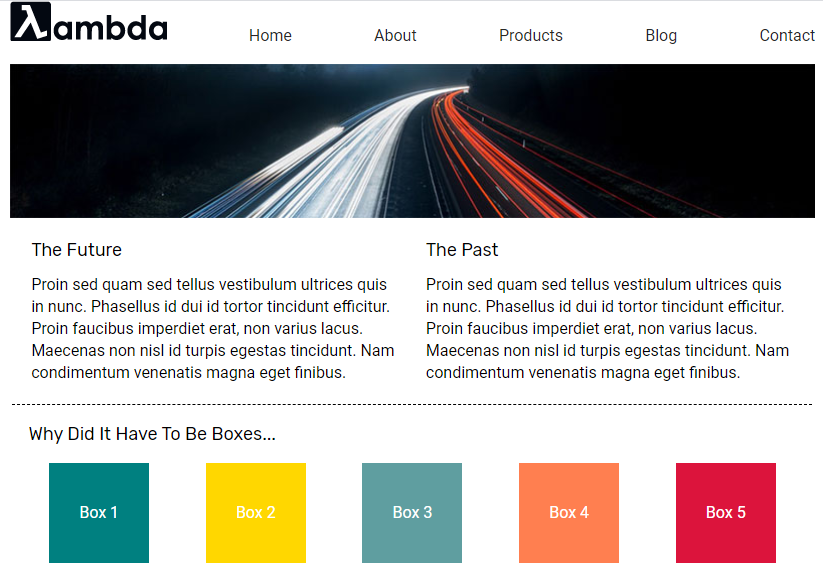 λambda
Home About Products Blog Contact
The Future
Proin sed quam sed tellus vestibulum ultrices quis
in nunc. Phasellus id dui id tortor tincidunt efficitur.
Proin faucibus imperdiet erat, non varius lacus.
Maecenas non nisl id turpis egestas tincidunt. Nam
condimentum venenatis magna eget finibus.
The Past
Proin sed quam sed tellus vestibulum ultrices quis
in nunc. Phasellus id dui id tortor tincidunt efficitur.
Proin faucibus imperdiet erat, non varius lacus.
Maecenas non nisl id turpis egestas tincidunt. Nam
condimentum venenatis magna eget finibus.
Why Did It Have To Be Boxes...
Box 1 Box 2 Box 3 Box 4 Box 5